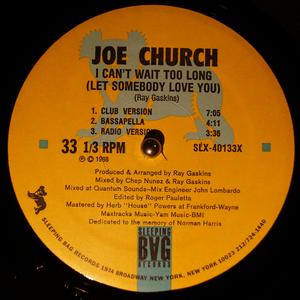 JOE CHURCH
I CAN'T WAIT TOO LONG
(LET SOMEBODY LOVE YOU)
(Ray Gaskins)
1. CLUB VERSION 7:05
2. BASSAPELLA 4:11
3. RADIO VERSION 3:36
33 1/3 RPM SLX-40133X
℗ © 1988
Produced & Arranged by Ray Gaskins
Mixed by Chep Nunez & Ray Gaskins
Mixed at Quantum Sounds-Mix Engineer John Lombardo
Edited by Roger Pauletta
Mastered by Herb "House" Powers at Frankford-Wayne
Maxtracks Music-Yam Music-BMI
Dedicated to the memory of Norman Harris
SLEEPING
BAG
RECORDS
SLEEPING BAG RECORDS 1974 BROADWAY NEW YORK, NEW YORK 10023 212/724-1440